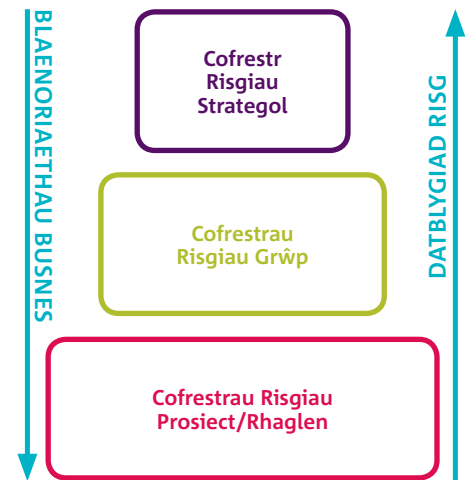 BLAENORIAETHAU BUSNES
Cofrestr
Risgiau
Strategol
Cofrestrau
Risgiau Grŵp
Cofrestrau Risgiau
Prosiect/Rhaglen
DATBLYGIAD RISG